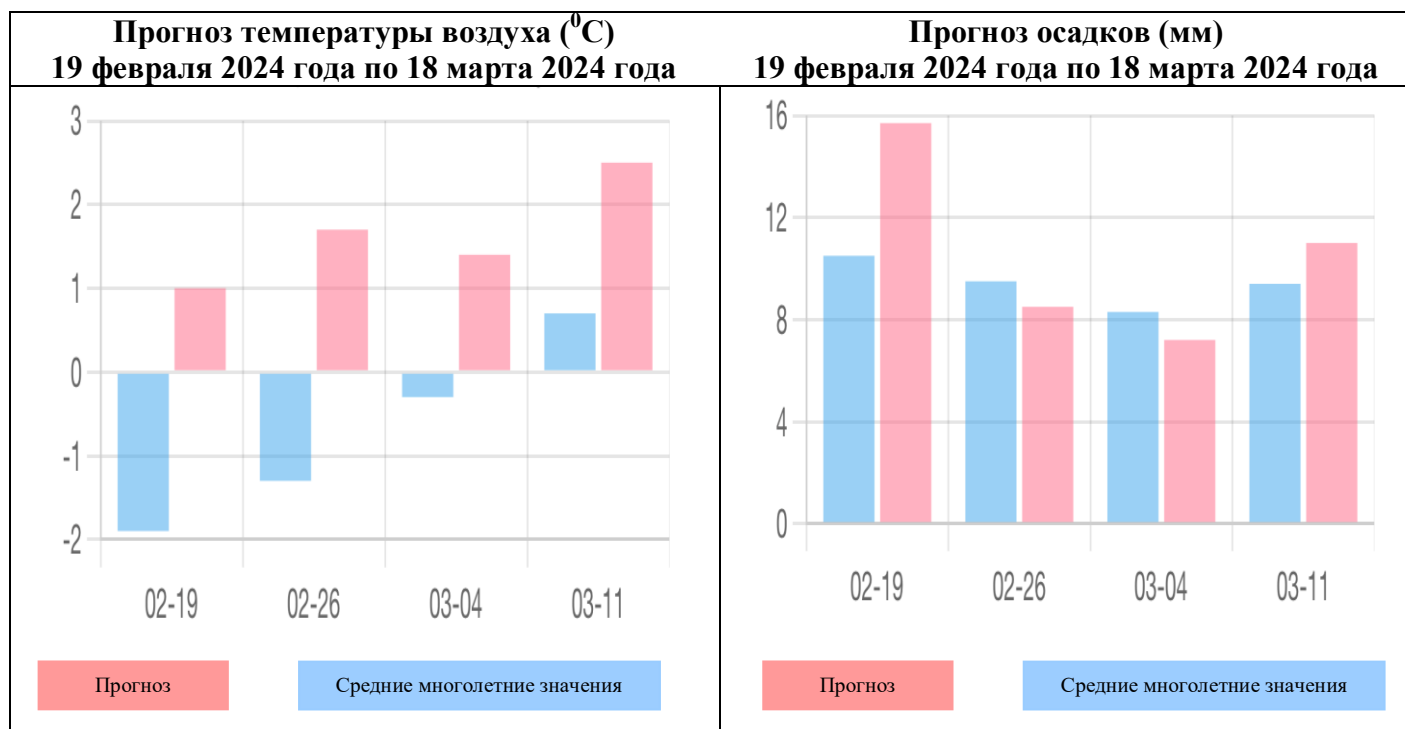 Прогноз температуры воздуха (⁰С)
19 февраля 2024 года по 18 марта 2024 года
Прогноз осадков (мм)
19 февраля 2024 года по 18 марта 2024 года
3
2
1
0
-1
-2
02-19 02-26 03-04 03-11
Прогноз
Средние многолетние значения
16
12
8
4
0
02-19 02-26 03-04 03-11
Прогноз
Средние многолетние значения